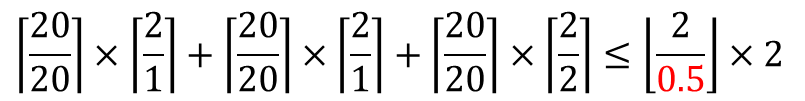 ⌈20/20⌉ × ⌈2/1⌉ + ⌈20/20⌉ × ⌈2/1⌉ + ⌈20/20⌉ × ⌈2/2⌉ ≤ ⌊2/0.5⌋ × 2